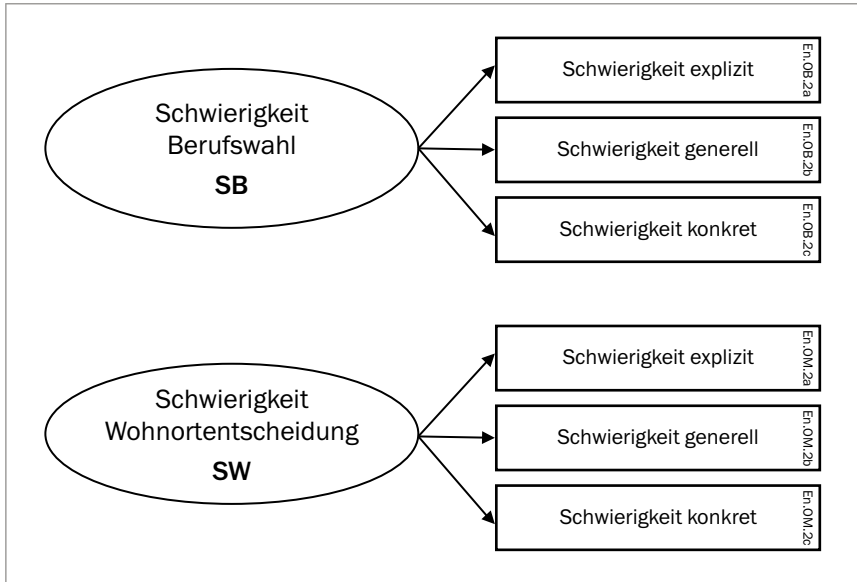 Schwierigkeit
Berufswahl
SB
Schwierigkeit explizit
En.OB.2a
Schwierigkeit generell
En.OB.2b
Schwierigkeit konkret
En.OB.2c
Schwierigkeit
Wohnortentscheidung
SW
Schwierigkeit explizit
En.OM.2a
Schwierigkeit generell
En.OM.2b
Schwierigkeit konkret
En.OM.2c